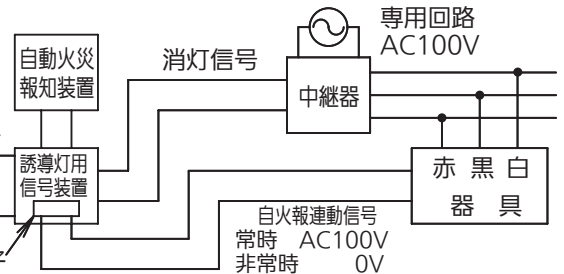 専用回路
AC100V
自動火災
報知装置
消灯信号
中継器
誘導灯用
信号装置
赤 黒 白
器 具
自火報連動信号
常時 AC100V
非常時 0V